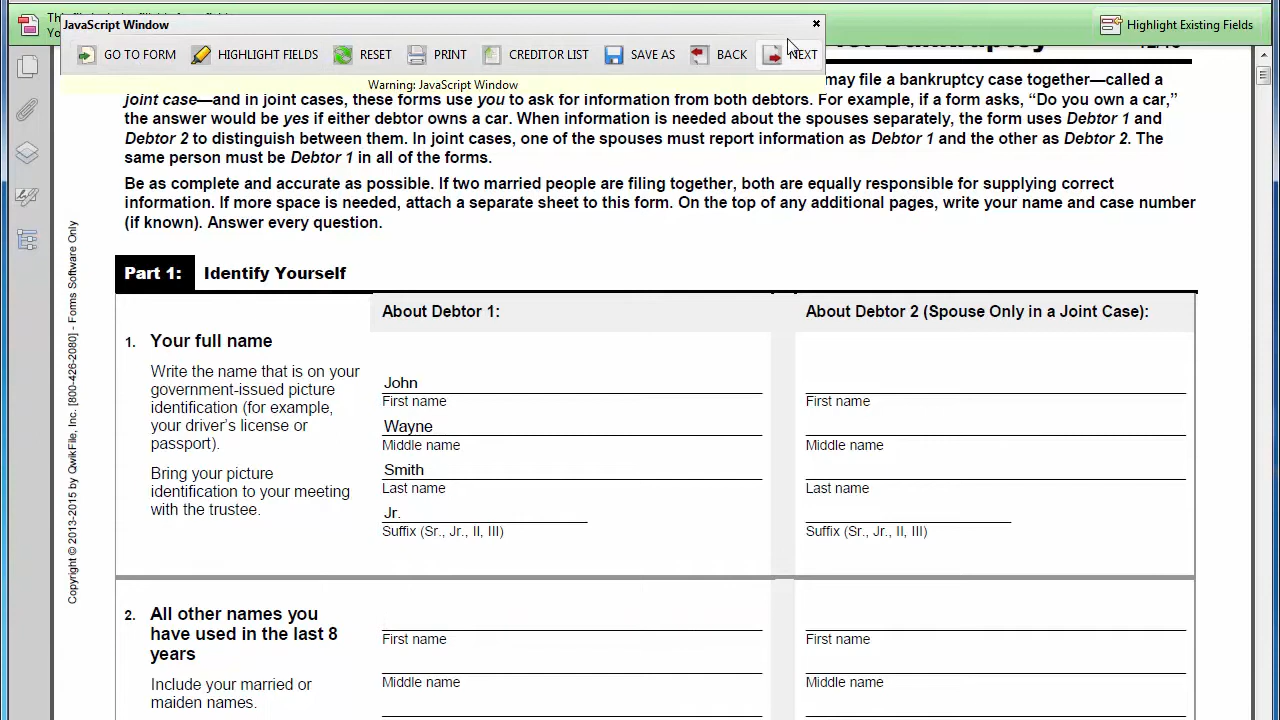 JavaScript Window
Highlight Existing Fields
GO TO FORM HIGHLIGHT FIELDS RESET PRINT CREDITOR LIST SAVE AS BACK NEXT
Warning: JavaScript Window
may file a bankruptcy case together—called a
joint case—and in joint cases, these forms use you to ask for information from both debtors. For example, if a form asks, “Do you own a car,”
the answer would be yes if either debtor owns a car. When information is needed about the spouses separately, the form uses Debtor 1 and
Debtor 2 to distinguish between them. In joint cases, one of the spouses must report information as Debtor 1 and the other as Debtor 2. The
same person must be Debtor 1 in all of the forms.
Be as complete and accurate as possible. If two married people are filing together, both are equally responsible for supplying correct
information. If more space is needed, attach a separate sheet to this form. On the top of any additional pages, write your name and case number
(if known). Answer every question.
Part 1: Identify Yourself
About Debtor 1: About Debtor 2 (Spouse Only in a Joint Case):
1. Your full name
Write the name that is on your
government-issued picture
identification (for example,
your driver’s license or
passport).
Bring your picture
identification to your meeting
with the trustee.
John
First name
Wayne
Middle name
Smith
Last name
Jr.
Suffix (Sr., Jr., II, III)
First name
Middle name
Last name
Suffix (Sr., Jr., II, III)
2. All other names you
have used in the last 8
years
Include your married or
maiden names.
First name
Middle name
First name
Middle name
Copyright © 2013-2015 by QwikFile, Inc. [800-426-2080] - Forms Software Only